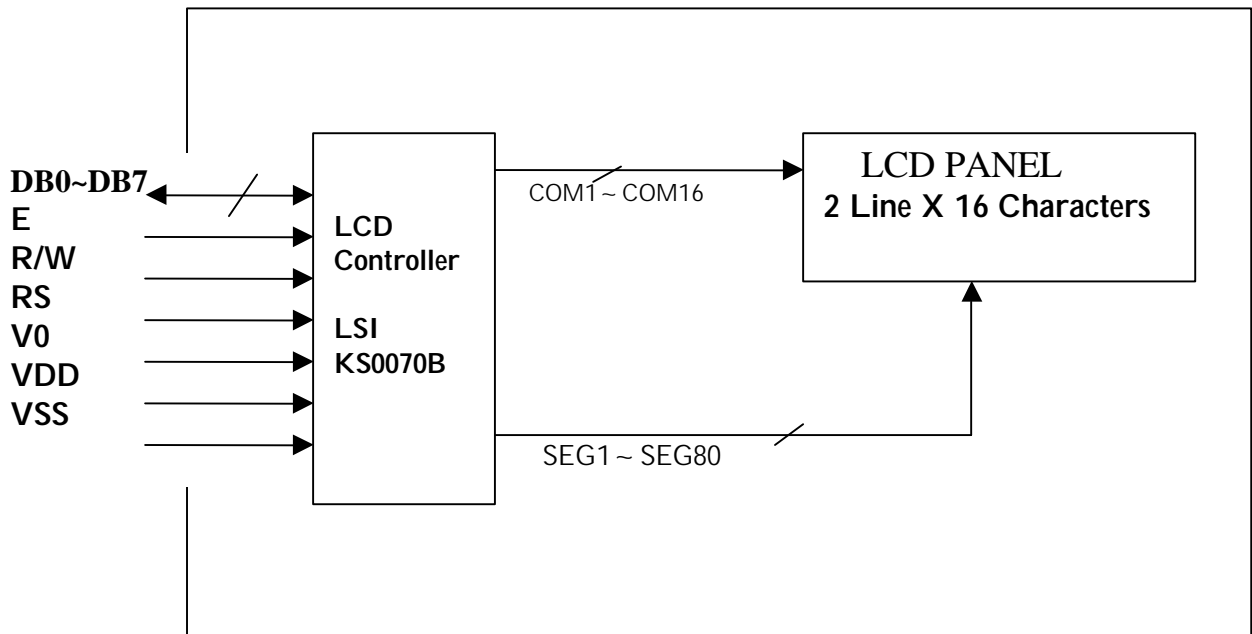 DB0~DB7
E
R/W
RS
V0
VDD
VSS
LCD
Controller
LSI
KS0070B
COM1~ COM16
SEG1~ SEG80
LCD PANEL
2 Line X 16 Characters